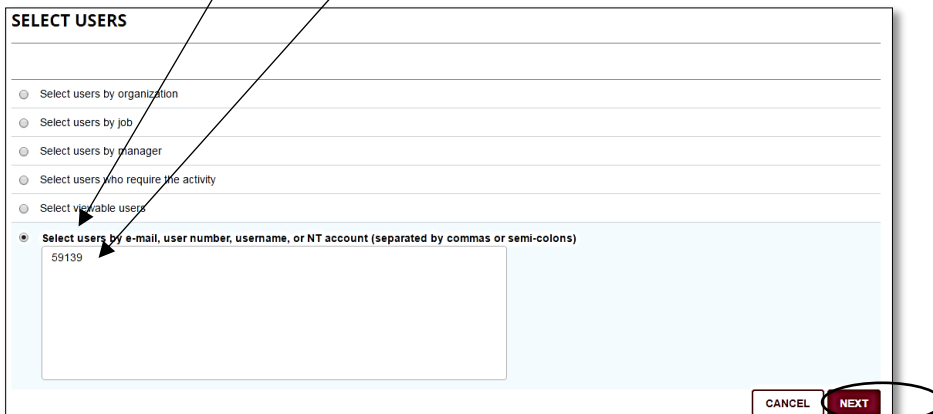 SELECT USERS
Select users by organization
Select users by job
Select users by manager
Select users who require the activity
Select viewable users
Select users by e-mail, user number, username, or NT account (separated by commas or semi-colons)
59139
CANCEL NEXT